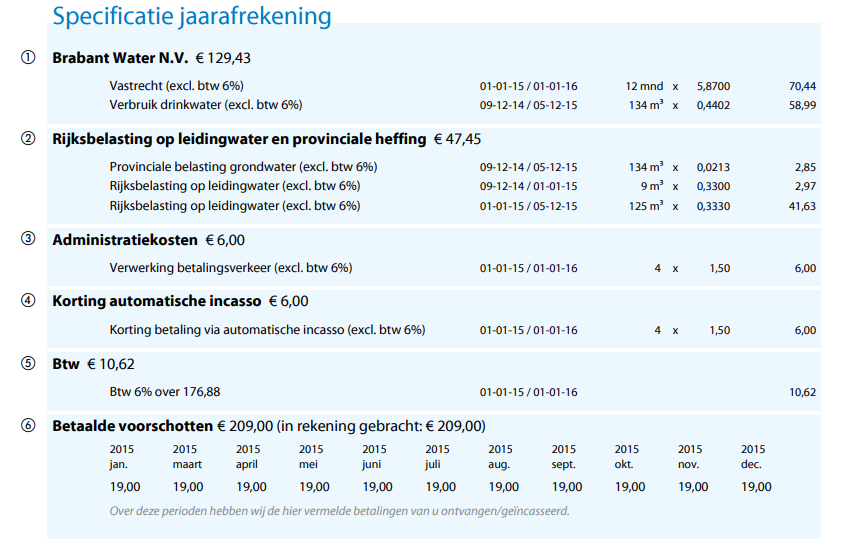 Specificatie jaarafrekening
① Brabant Water N.V. € 129,43
Vastrecht (excl. btw 6%) 01-01-15 / 01-01-16 12 mnd x 5,8700 70,44
Verbruik drinkwater (excl. btw 6%) 09-12-14 / 05-12-15 134 m³ x 0,4402 58,99
② Rijksbelasting op leidingwater en provinciale heffing € 47,45
Provinciale belasting grondwater (excl. btw 6%) 09-12-14 / 05-12-15 134 m³ x 0,0213 2,85
Rijksbelasting op leidingwater (excl. btw 6%) 09-12-14 / 01-01-15 9 m³ x 0,3300 2,97
Rijksbelasting op leidingwater (excl. btw 6%) 01-01-15 / 05-12-15 125 m³ x 0,3330 41,63
③ Administratiekosten € 6,00
Verwerking betalingsverkeer (excl. btw 6%) 01-01-15 / 01-01-16 4 x 1,50 6,00
④ Korting automatische incasso € 6,00
Korting betaling via automatische incasso (excl. btw 6%) 01-01-15 / 01-01-16 4 x 1,50 6,00
⑤ Btw € 10,62
Btw 6% over 176,88 01-01-15 / 01-01-16 10,62
⑥ Betaalde voorschotten € 209,00 (in rekening gebracht: € 209,00)
2015 2015 2015 2015 2015 2015 2015 2015 2015 2015 2015
jan. maart april mei juni juli aug. sept. okt. nov. dec.
19,00 19,00 19,00 19,00 19,00 19,00 19,00 19,00 19,00 19,00 19,00
Over deze perioden hebben wij de hier vermelde betalingen van u ontvangen/geïncasseerd.